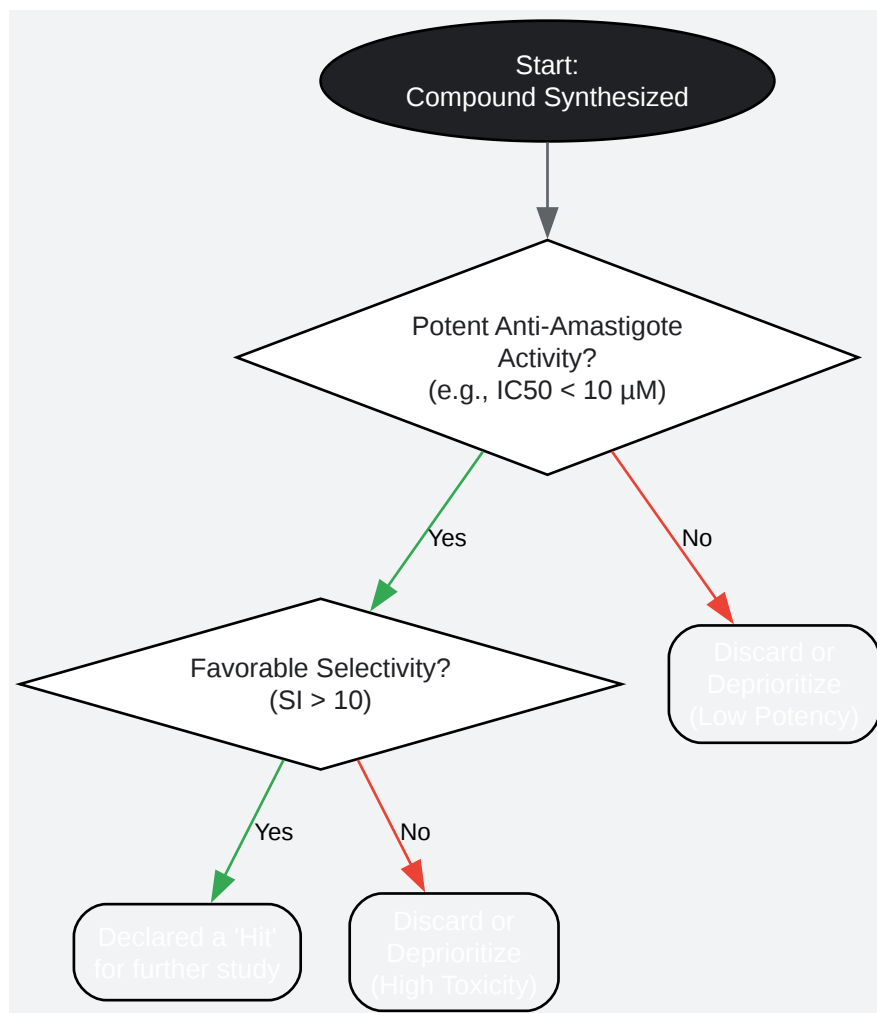 Start:
Compound Synthesized
Potent Anti-Amastigote
Activity?
(e.g., IC50 < 10 µM)
Yes
No
Favorable Selectivity?
(SI > 10)
Discard or
Deprioritize
(Low Potency)
Yes
No
Declared a 'Hit'
for further study
Discard or
Deprioritize
(High Toxicity)